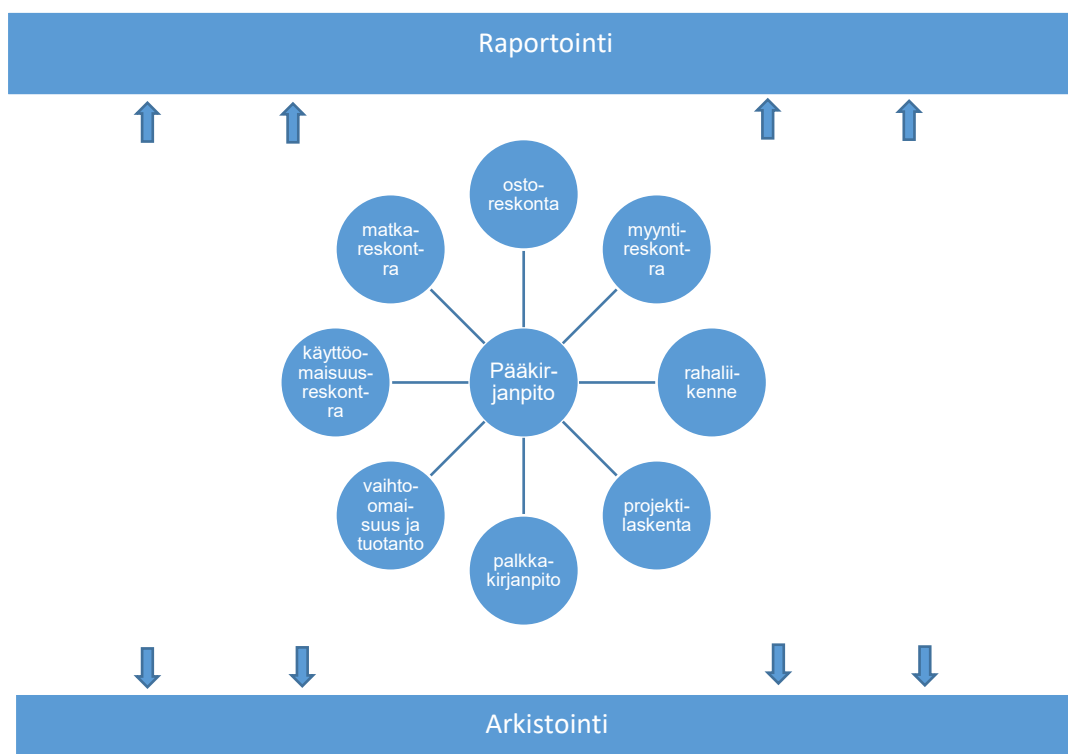 Raportointi
osto-
reskonta
matka-
reskont-
ra
myynti-
reskont-
ra
käyttöo-
maisuus-
reskont-
ra
Pääkir-
janpito
rahalii-
kenne
vaihto-
omai-
suus ja
tuotanto
projekti-
laskenta
palkka-
kirjanpito
Arkistointi